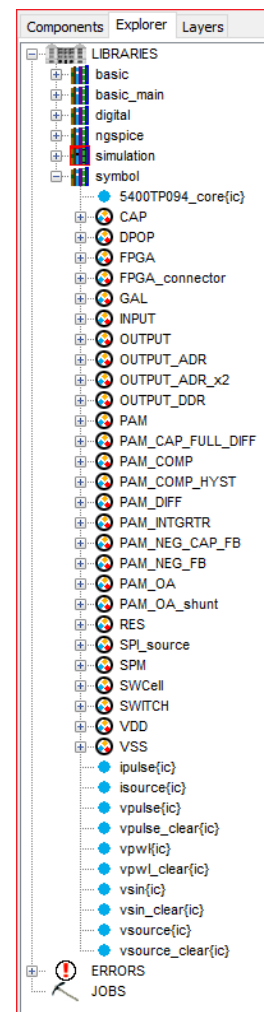 Components Explorer Layers
LIBRARIES
basic
basic_main
digital
ngspice
simulation
symbol
5400TP094_core{ic}
CAP
DPOP
FPGA
FPGA_connector
GAL
INPUT
OUTPUT
OUTPUT_ADR
OUTPUT_ADR_x2
OUTPUT_DDR
PAM
PAM_CAP_FULL_DIFF
PAM_COMP
PAM_COMP_HYST
PAM_DIFF
PAM_INTGRTR
PAM_NEG_CAP_FB
PAM_NEG_FB
PAM_OA
PAM_OA_shunt
RES
SPI_source
SPM
SWCell
SWITCH
VDD
VSS
ipulse{ic}
isource{ic}
vpulse{ic}
vpulse_clear{ic}
vpwl{ic}
vpwl_clear{ic}
vsin{ic}
vsin_clear{ic}
vsource{ic}
vsource_clear{ic}
ERRORS
JOBS